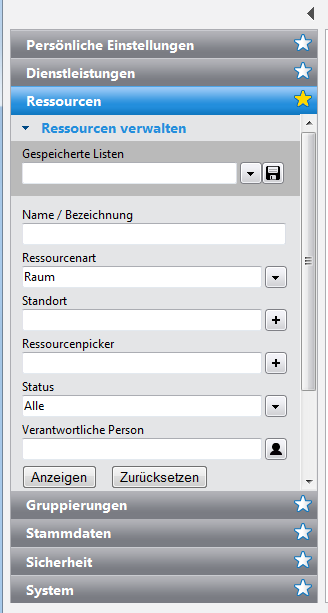 Persönliche Einstellungen
Dienstleistungen
Ressourcen
Ressourcen verwalten
Gespeicherte Listen
Name / Bezeichnung
Ressourcenart
Raum
Standort
Ressourcenpicker
Status
Alle
Verantwortliche Person
Anzeigen Zurücksetzen
Gruppierungen
Stammdaten
Sicherheit
System